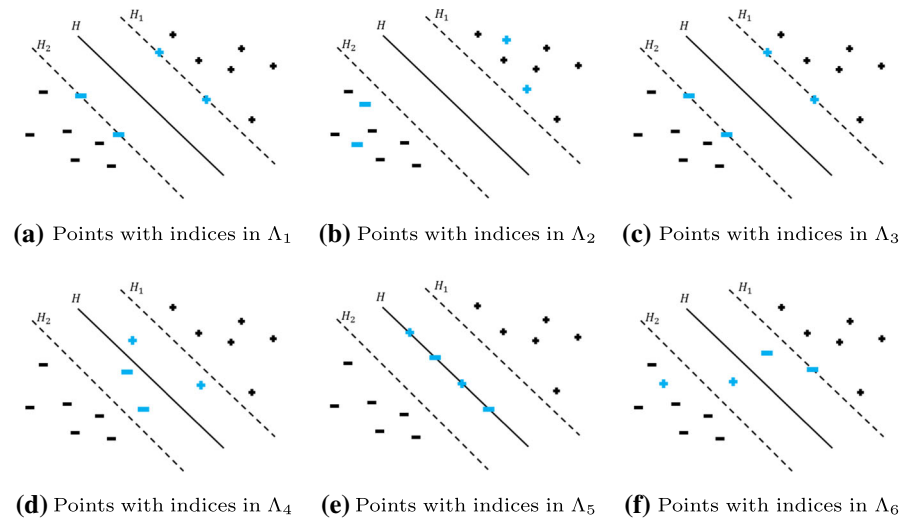 H H₁ H₂
(a) Points with indices in Λ₁
H H₁ H₂
(b) Points with indices in Λ₂
H H₁ H₂
(c) Points with indices in Λ₃
H H₁ H₂
(d) Points with indices in Λ₄
H H₁ H₂
(e) Points with indices in Λ₅
H H₁ H₂
(f) Points with indices in Λ₆